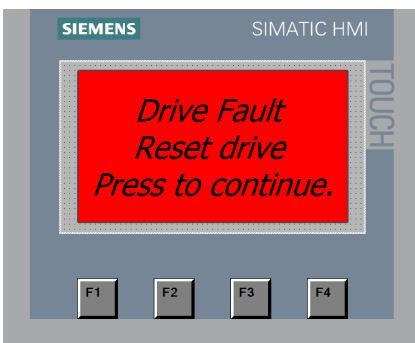 SIEMENS
SIMATIC HMI
TOUCH
Drive Fault
Reset drive
Press to continue.
F1
F2
F3
F4